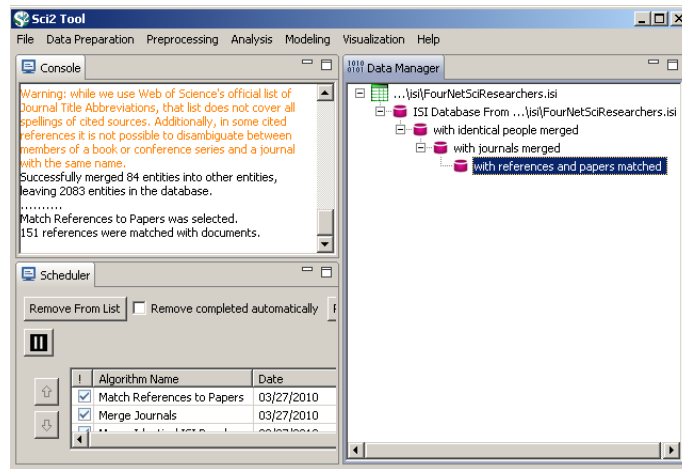 Sci2 Tool
File Data Preparation Preprocessing Analysis Modeling Visualization Help
Console
Warning: while we use Web of Science's official list of
Journal Title Abbreviations, that list does not cover all
spellings of cited sources. Additionally, in some cited
references it is not possible to disambiguate between
members of a book or conference series and a journal
with the same name.
Successfully merged 84 entities into other entities,
leaving 2083 entities in the database.
..........
Match References to Papers was selected.
151 references were matched with documents.
Scheduler
Remove From List Remove completed automatically
! Algorithm Name Date
Match References to Papers 03/27/2010
Merge Journals 03/27/2010
Data Manager
...\isi\FourNetSciResearchers.isi
ISI Database From ...\isi\FourNetSciResearchers.isi
with identical people merged
with journals merged
with references and papers matched